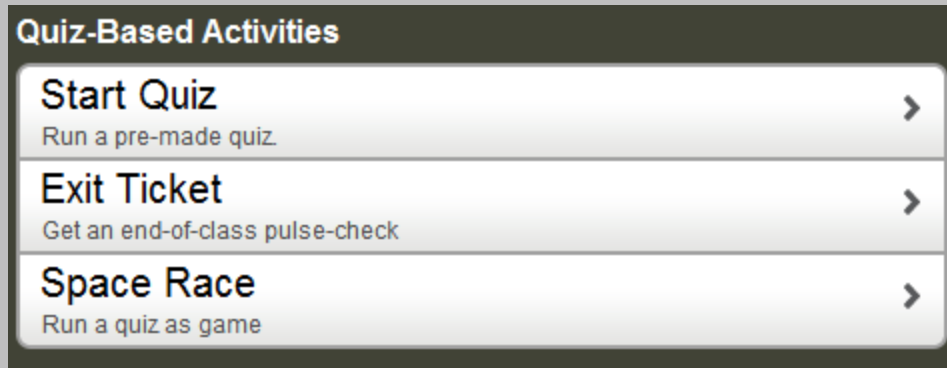 Quiz-Based Activities
Start Quiz
Run a pre-made quiz.
Exit Ticket
Get an end-of-class pulse-check
Space Race
Run a quiz as game